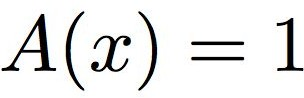 A(x) = 1